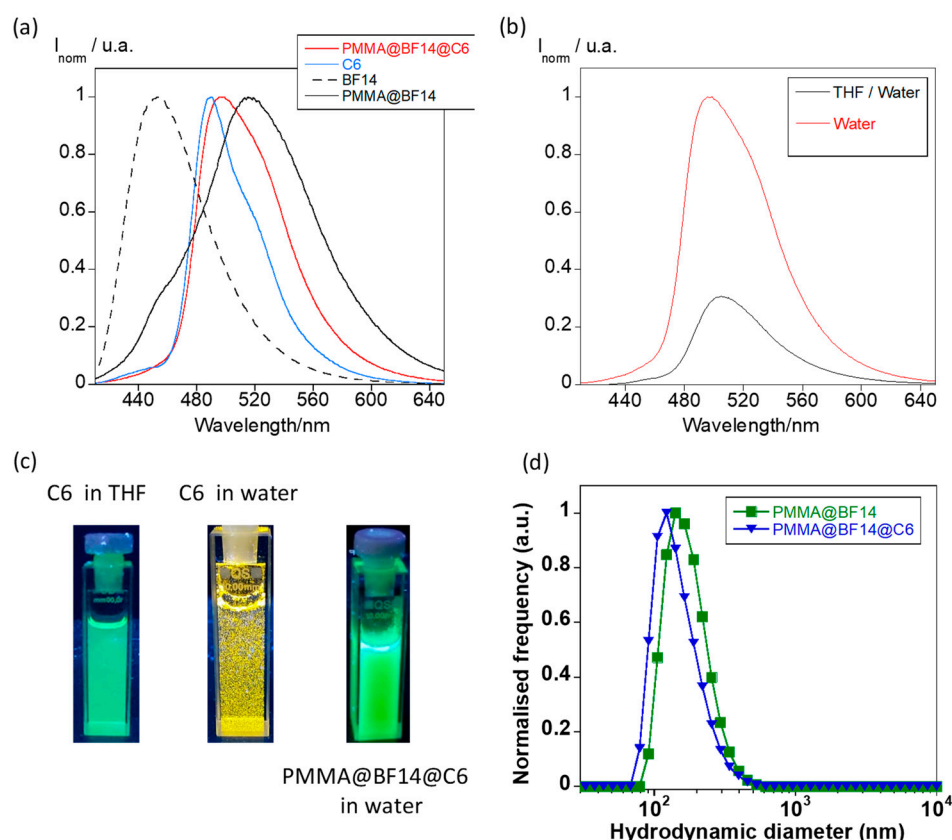 (a)
I norm / u.a.
PMMA@BF14@C6
C6
BF14
PMMA@BF14
1
0.8
0.6
0.4
0.2
0
440 480 520 560 600 640
Wavelength/nm
(b)
I norm / u.a.
THF / Water
Water
1
0.8
0.6
0.4
0.2
0
440 480 520 560 600 640
Wavelength/nm
(c)
C6 in THF
C6 in water
QS
PMMA@BF14@C6
in water
(d)
Normalised frequency (a.u.)
PMMA@BF14
PMMA@BF14@C6
1
0.8
0.6
0.4
0.2
0
10² 10³ 10⁴
Hydrodynamic diameter (nm)